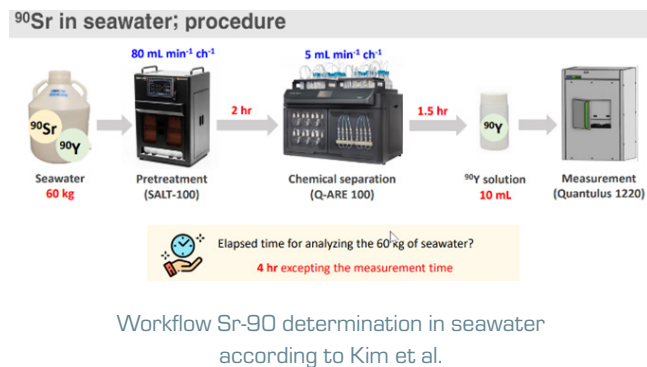 ⁹⁰Sr in seawater; procedure
80 mL min⁻¹ ch⁻¹
5 mL min⁻¹ ch⁻¹
2 hr
1.5 hr
⁹⁰Sr
⁹⁰Y
⁹⁰Y
Seawater
60 kg
Pretreatment
(SALT-100)
Chemical separation
(Q-ARE 100)
⁹⁰Y solution
10 mL
Measurement
(Quantulus 1220)
Elapsed time for analyzing the 60 kg of seawater?
4 hr excepting the measurement time
Workflow Sr-90 determination in seawater
according to Kim et al.